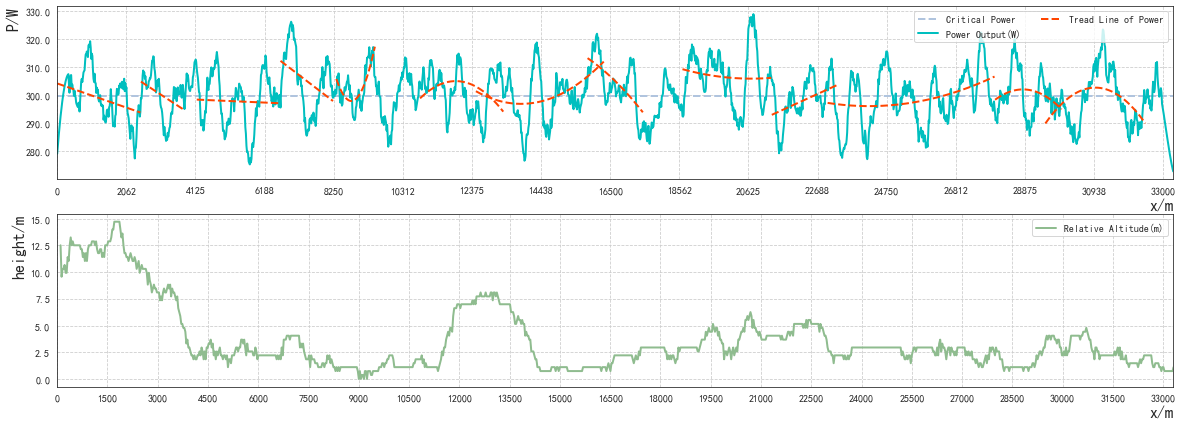 P/W
330.0
320.0
310.0
300.0
290.0
280.0
Critical Power
Power Output(W)
Tread Line of Power
0 2062 4125 6188 8250 10312 12375 14438 16500 18562 20625 22688 24750 26812 28875 30938 33000
x/m
height/m
15.0
12.5
10.0
7.5
5.0
2.5
0.0
Relative Altitude(m)
0 1500 3000 4500 6000 7500 9000 10500 12000 13500 15000 16500 18000 19500 21000 22500 24000 25500 27000 28500 30000 31500 33000
x/m